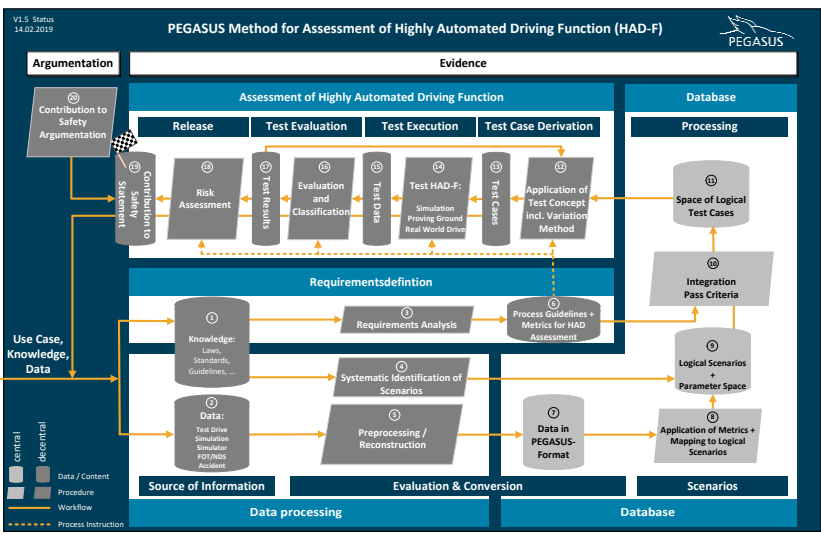 V1.5 Status
14.02.2019
PEGASUS Method for Assessment of Highly Automated Driving Function (HAD-F)
PEGASUS
Argumentation
Evidence
Assessment of Highly Automated Driving Function
Database
Release
Test Evaluation
Test Execution
Test Case Derivation
Processing
20
Contribution to
Safety
Argumentation
19
Contribution to
Safety
Statement
18
Risk
Assessment
17
Test Results
16
Evaluation
and
Classification
15
Test Data
14
Test HAD-F:
Simulation
Proving Ground
Real World Drive
13
Test Cases
12
Application of
Test Concept
incl. Variation
Method
11
Space of Logical
Test Cases
10
Integration
Pass Criteria
Requirementsdefintion
1
Knowledge:
Laws,
Standards,
Guidelines, ...
3
Requirements Analysis
6
Process Guidelines +
Metrics for HAD
Assessment
9
Logical Scenarios
+
Parameter Space
Use Case,
Knowledge,
Data
4
Systematic Identification of
Scenarios
2
Data:
Test Drive
Simulation
Simulator
FOT/NDS
Accident
5
Preprocessing /
Reconstruction
7
Data in
PEGASUS-
Format
8
Application of Metrics +
Mapping to Logical
Scenarios
central
decentral
Data / Content
Procedure
Workflow
Process Instruction
Source of Information
Evaluation & Conversion
Scenarios
Data processing
Database